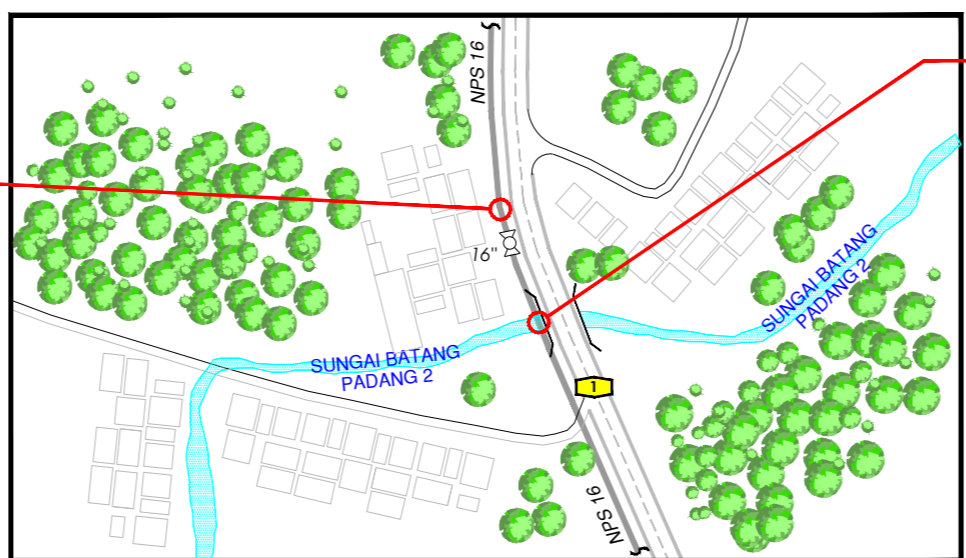 NPS 16
16"
SUNGAI BATANG
PADANG 2
SUNGAI BATANG
PADANG 2
1
NPS 16